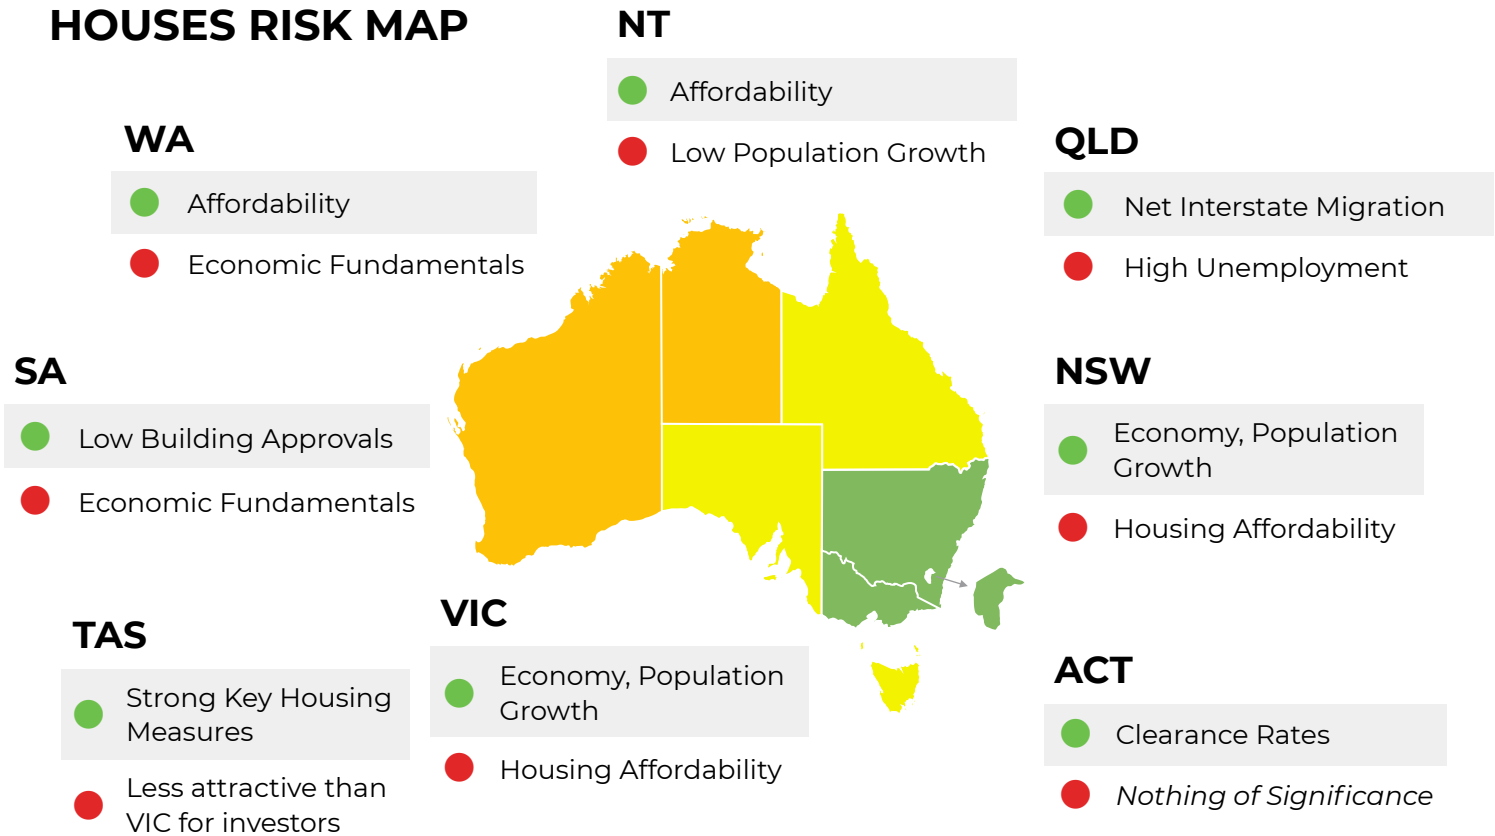 HOUSES RISK MAP
NT
Affordability
Low Population Growth
WA
Affordability
Economic Fundamentals
QLD
Net Interstate Migration
High Unemployment
SA
Low Building Approvals
Economic Fundamentals
NSW
Economy, Population
Growth
Housing Affordability
TAS
Strong Key Housing
Measures
Less attractive than
VIC for investors
VIC
Economy, Population
Growth
Housing Affordability
ACT
Clearance Rates
Nothing of Significance